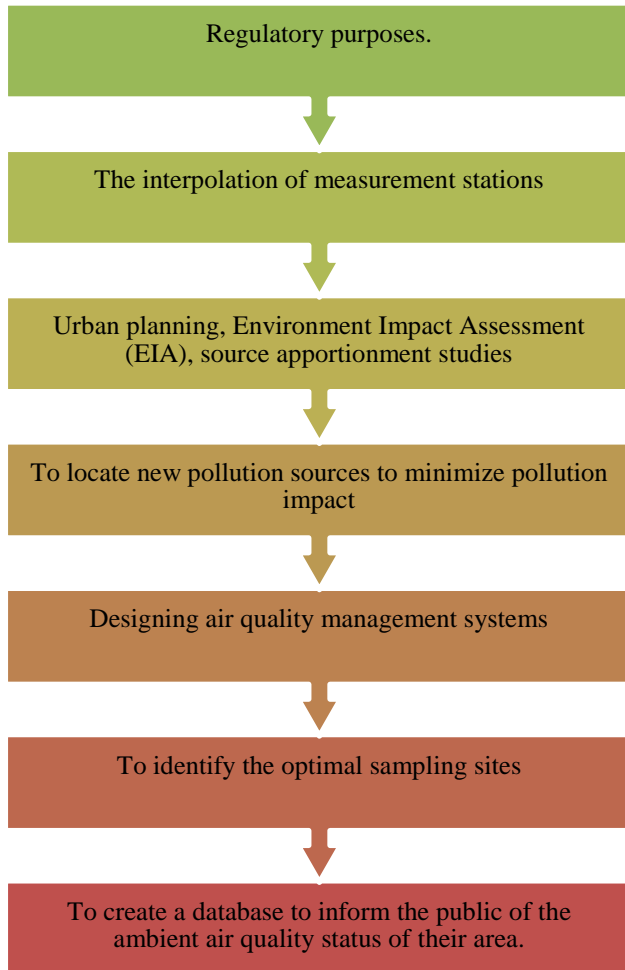 Regulatory purposes.
The interpolation of measurement stations
Urban planning, Environment Impact Assessment
(EIA), source apportionment studies
To locate new pollution sources to minimize pollution
impact
Designing air quality management systems
To identify the optimal sampling sites
To create a database to inform the public of the
ambient air quality status of their area.